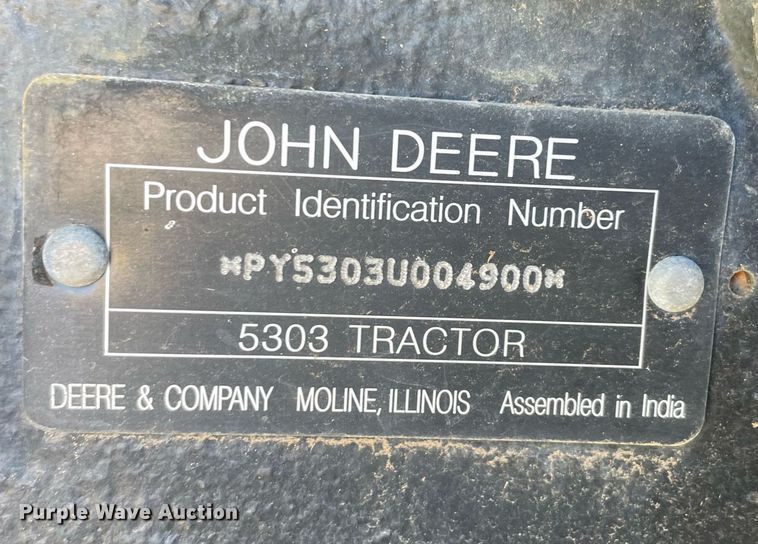 JOHN DEERE
Product Identification Number
*PY5303U004900*
5303 TRACTOR
DEERE & COMPANY MOLINE, ILLINOIS Assembled in India
Purple Wave Auction